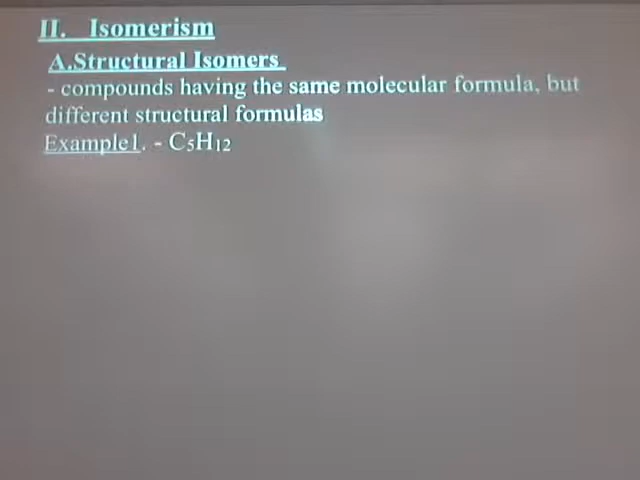 II. Isomerism
A.Structural Isomers
- compounds having the same molecular formula, but
different structural formulas
Example1. - C5H12